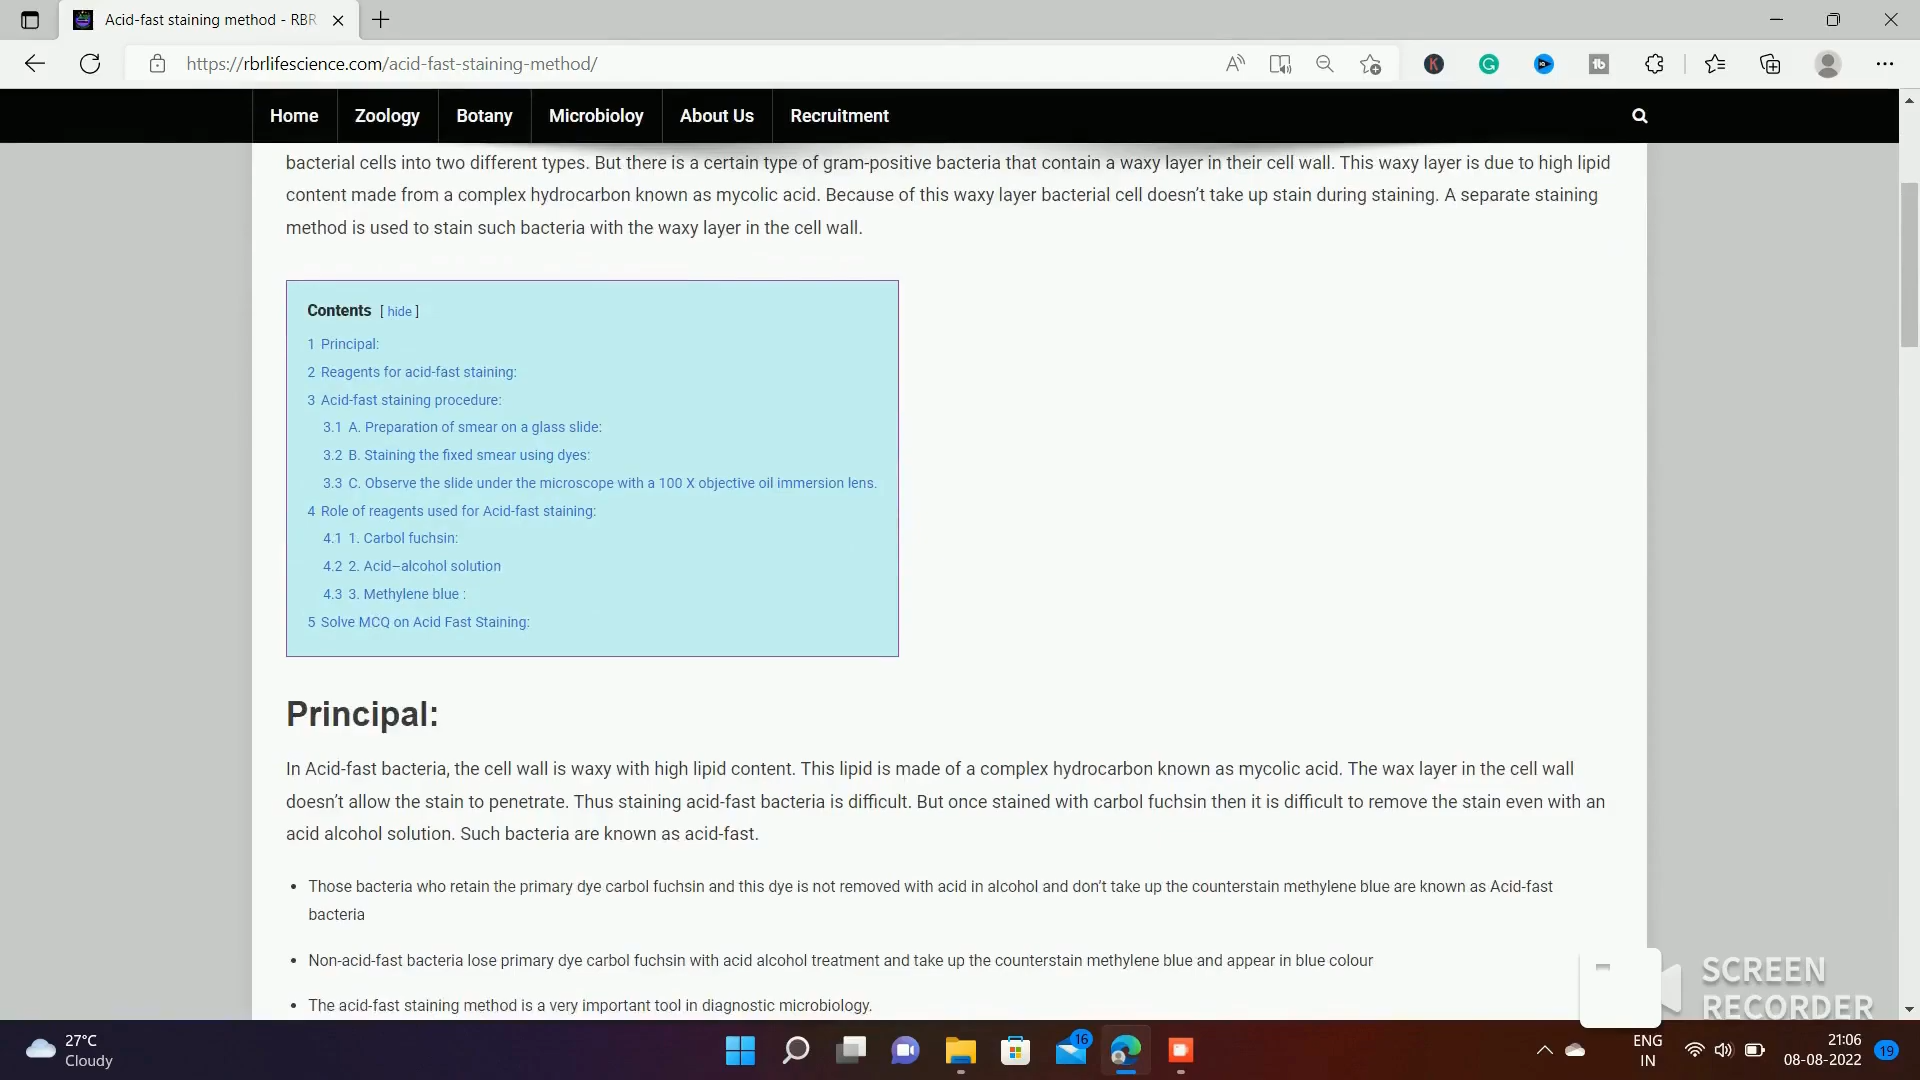 Acid-fast staining method - RBR
https://rbrlifescience.com/acid-fast-staining-method/
Home Zoology Botany Microbioloy About Us Recruitment
bacterial cells into two different types. But there is a certain type of gram-positive bacteria that contain a waxy layer in their cell wall. This waxy layer is due to high lipid
content made from a complex hydrocarbon known as mycolic acid. Because of this waxy layer bacterial cell doesn't take up stain during staining. A separate staining
method is used to stain such bacteria with the waxy layer in the cell wall.
Contents [ hide ]
1 Principal:
2 Reagents for acid-fast staining:
3 Acid-fast staining procedure:
3.1 A. Preparation of smear on a glass slide:
3.2 B. Staining the fixed smear using dyes:
3.3 C. Observe the slide under the microscope with a 100 X objective oil immersion lens.
4 Role of reagents used for Acid-fast staining:
4.1 1. Carbol fuchsin:
4.2 2. Acid–alcohol solution
4.3 3. Methylene blue :
5 Solve MCQ on Acid Fast Staining:
Principal:
In Acid-fast bacteria, the cell wall is waxy with high lipid content. This lipid is made of a complex hydrocarbon known as mycolic acid. The wax layer in the cell wall
doesn't allow the stain to penetrate. Thus staining acid-fast bacteria is difficult. But once stained with carbol fuchsin then it is difficult to remove the stain even with an
acid alcohol solution. Such bacteria are known as acid-fast.
• Those bacteria who retain the primary dye carbol fuchsin and this dye is not removed with acid in alcohol and don't take up the counterstain methylene blue are known as Acid-fast
bacteria
• Non-acid-fast bacteria lose primary dye carbol fuchsin with acid alcohol treatment and take up the counterstain methylene blue and appear in blue colour
• The acid-fast staining method is a very important tool in diagnostic microbiology.
SCREEN
RECORDER
27°C
Cloudy
16
ENG
IN
21:06
08-08-2022
19